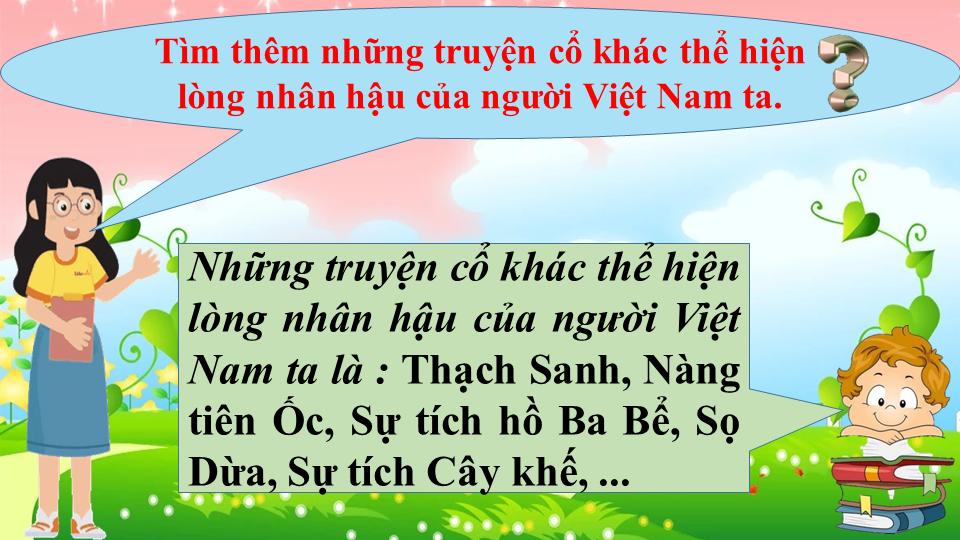 Tìm thêm những truyện cổ khác thể hiện
lòng nhân hậu của người Việt Nam ta.
Những truyện cổ khác thể hiện
lòng nhân hậu của người Việt
Nam ta là : Thạch Sanh, Nàng
tiên Ốc, Sự tích hồ Ba Bể, Sọ
Dừa, Sự tích Cây khế, ...